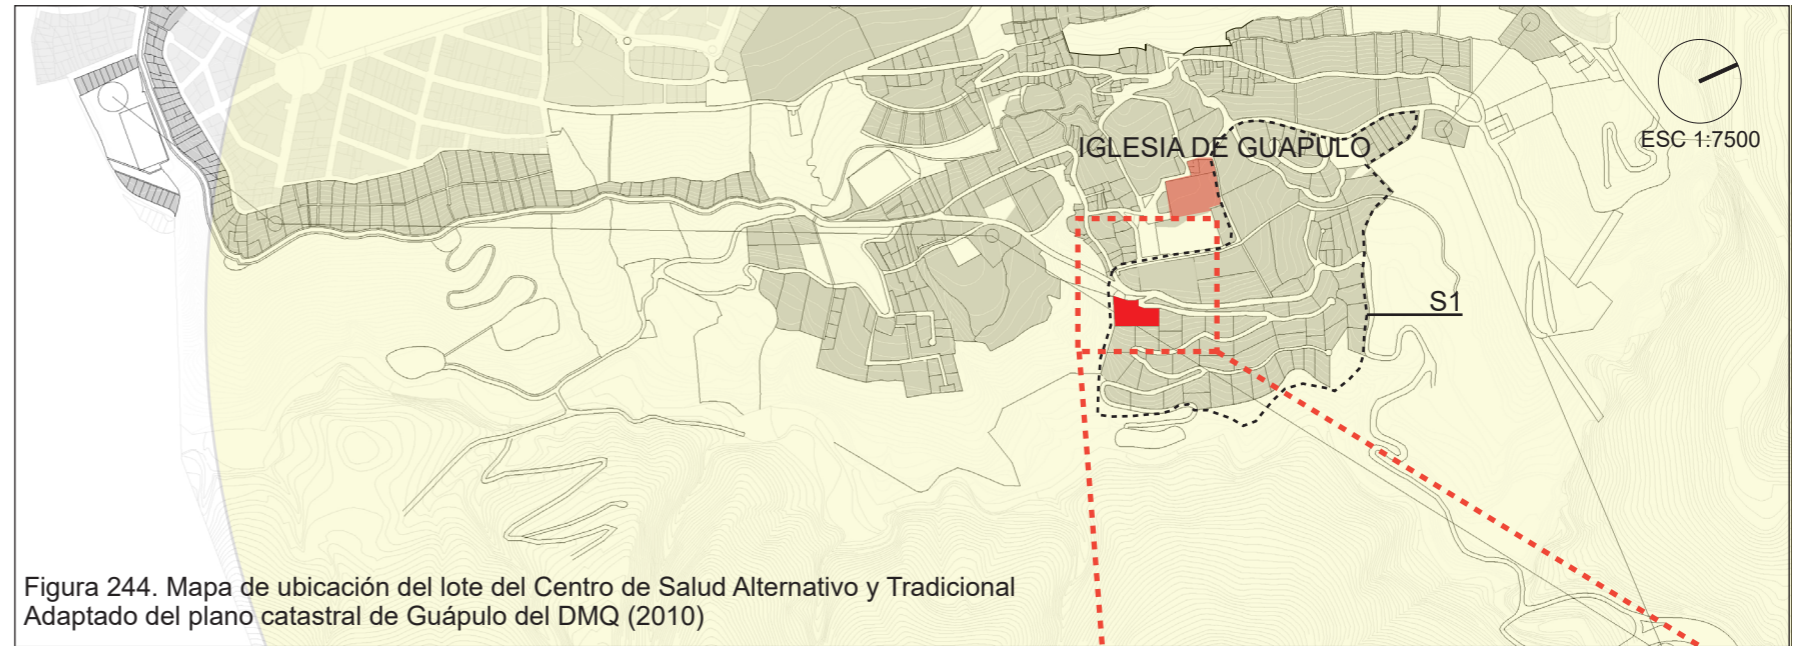 IGLESIA DE GUAPULO
ESC 1:7500
S1
Figura 244. Mapa de ubicación del lote del Centro de Salud Alternativo y Tradicional
Adaptado del plano catastral de Guápulo del DMQ (2010)